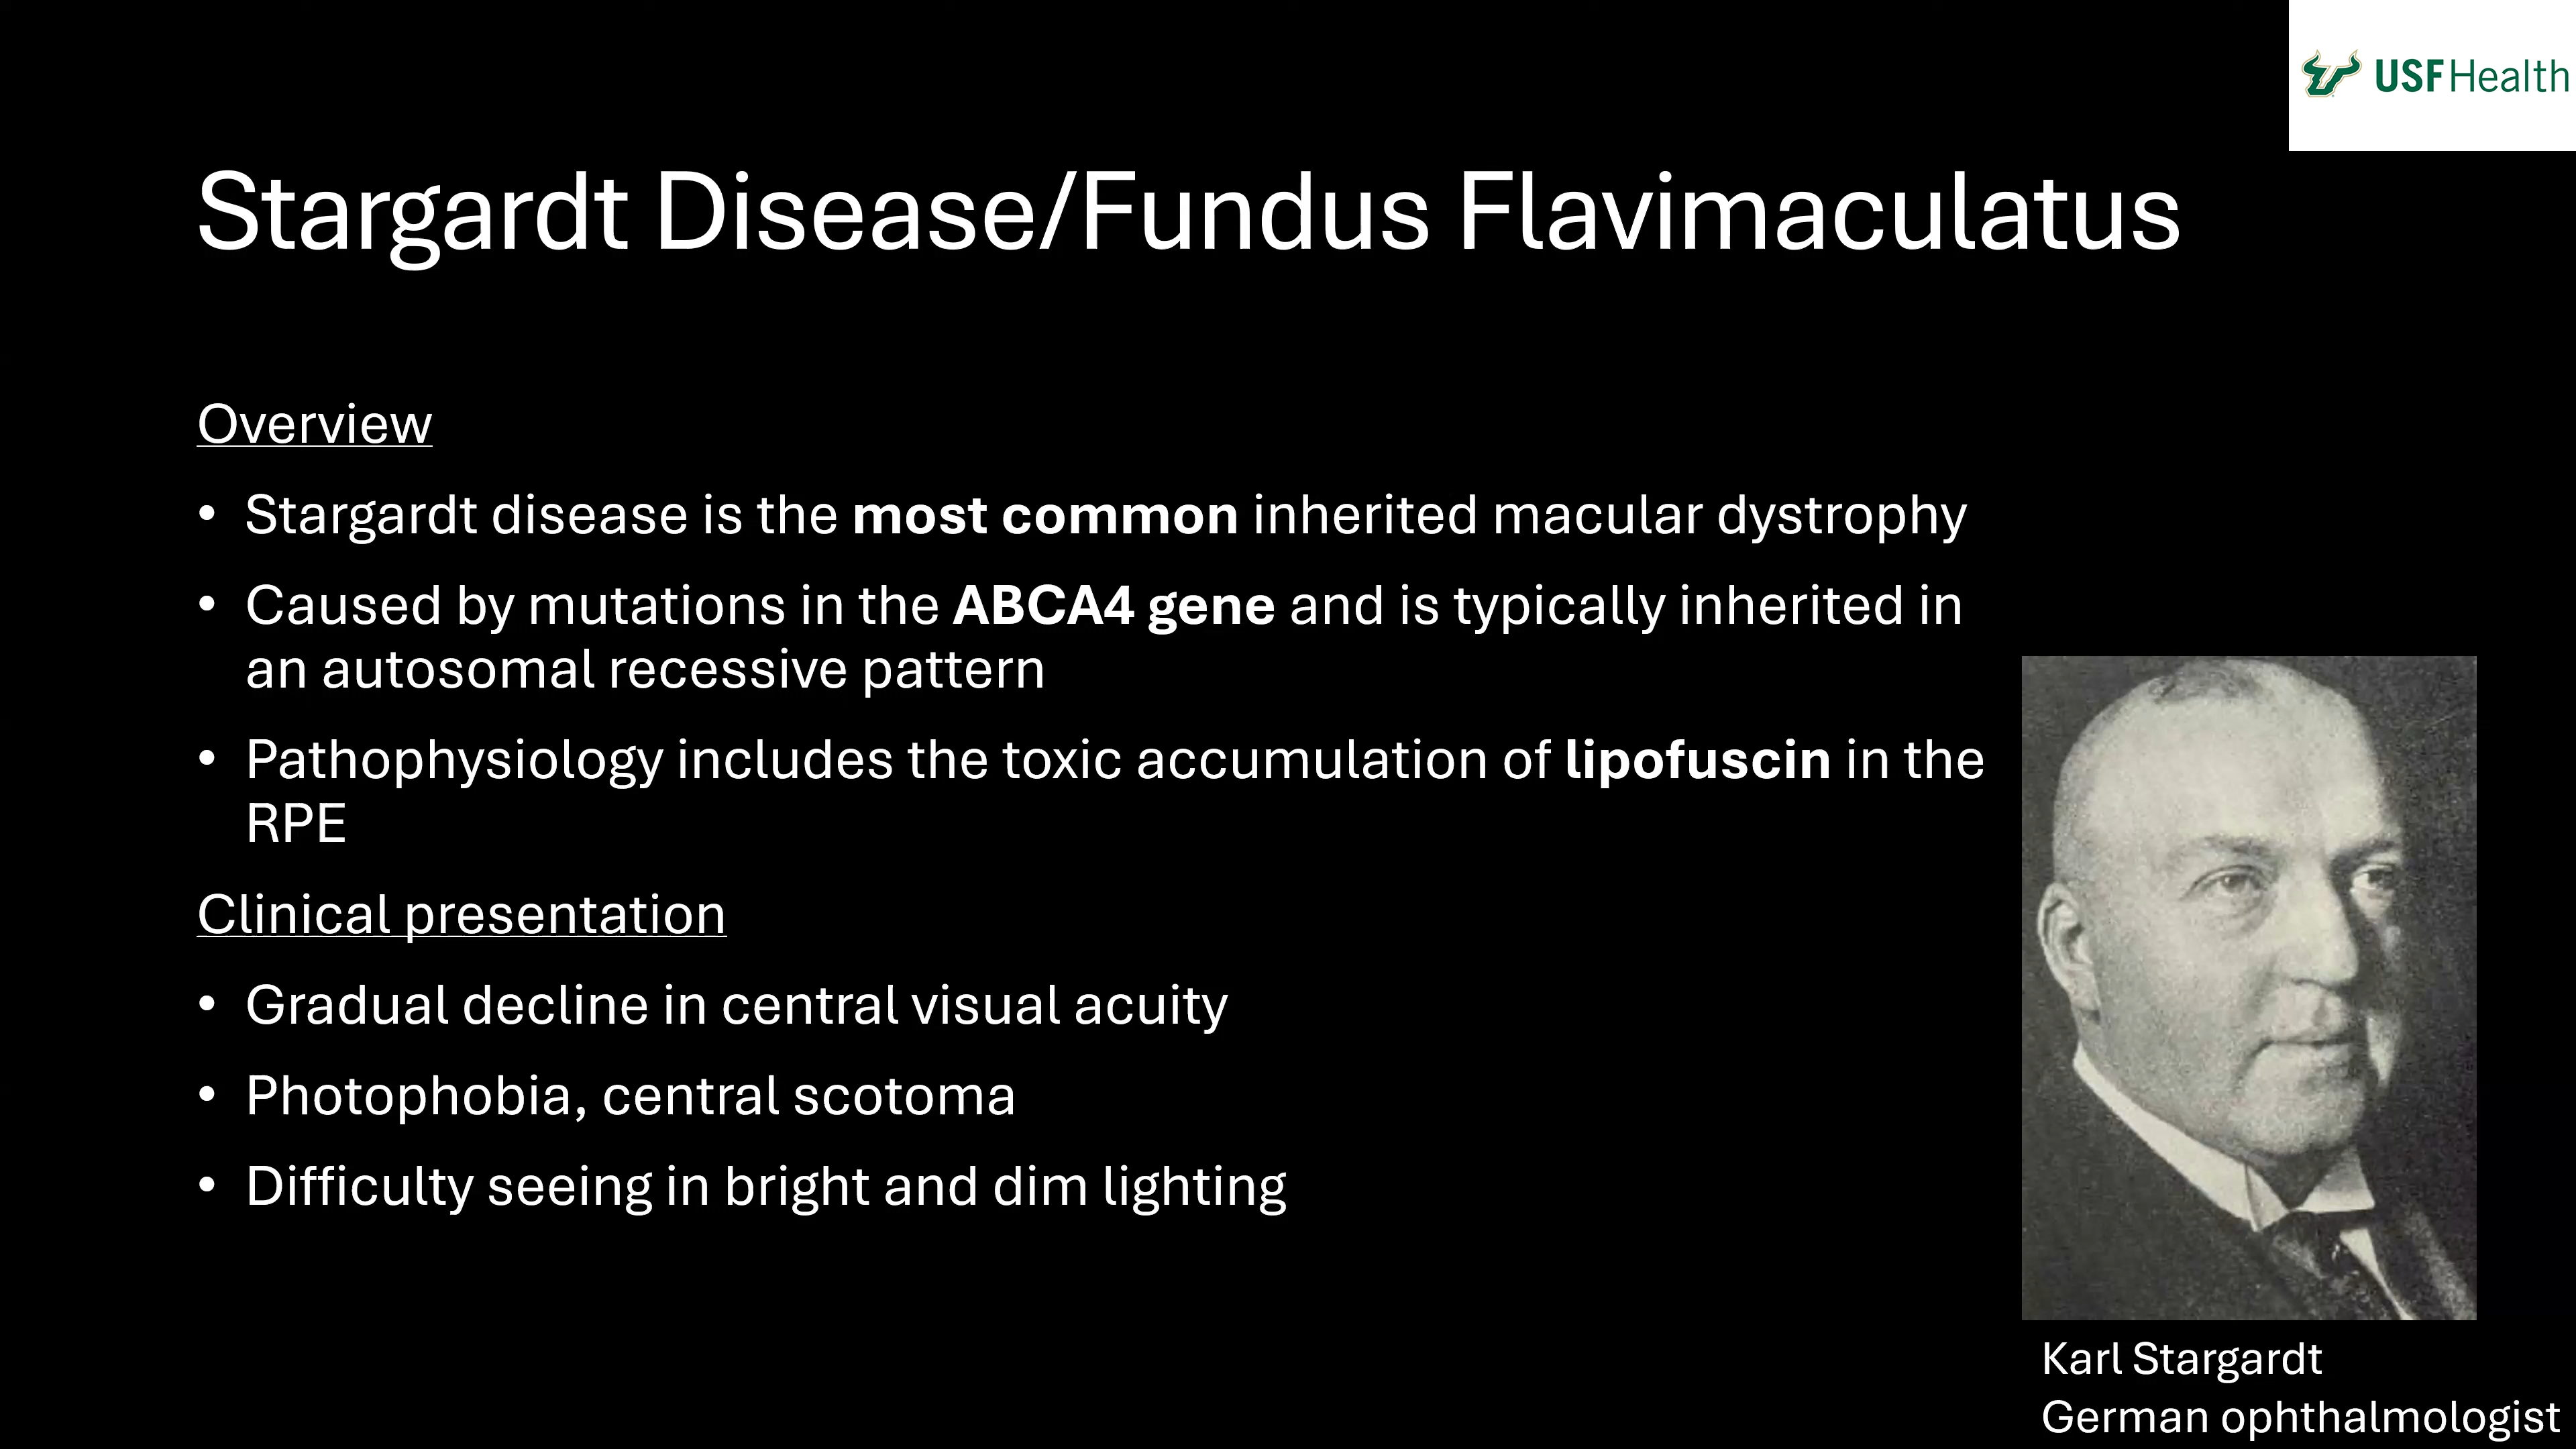 USF Health
Stargardt Disease/Fundus Flavimaculatus
Overview
• Stargardt disease is the most common inherited macular dystrophy
• Caused by mutations in the ABCA4 gene and is typically inherited in
an autosomal recessive pattern
• Pathophysiology includes the toxic accumulation of lipofuscin in the
RPE
Clinical presentation
• Gradual decline in central visual acuity
• Photophobia, central scotoma
• Difficulty seeing in bright and dim lighting
Karl Stargardt
German ophthalmologist